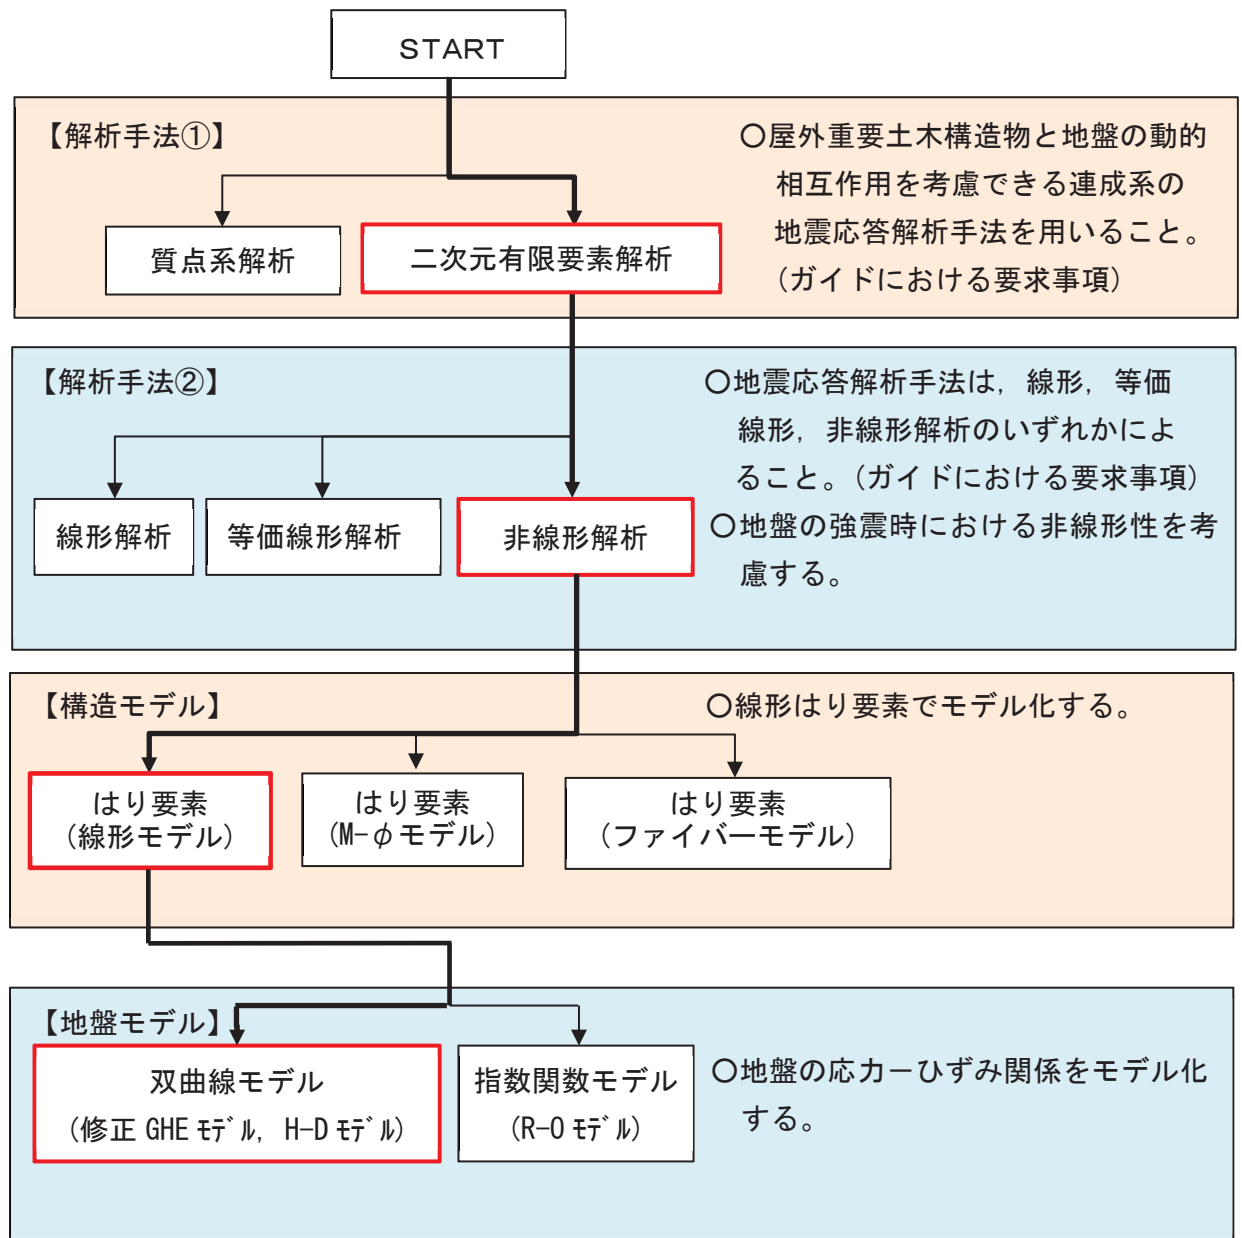 START
【解析手法①】
○屋外重要土木構造物と地盤の動的
相互作用を考慮できる連成系の
地震応答解析手法を用いること。
(ガイドにおける要求事項)
質点系解析
二次元有限要素解析
【解析手法②】
○地震応答解析手法は，線形，等価
線形，非線形解析のいずれかによ
ること。(ガイドにおける要求事項)
○地盤の強震時における非線形性を考
慮する。
線形解析
等価線形解析
非線形解析
【構造モデル】
○線形はり要素でモデル化する。
はり要素
(線形モデル)
はり要素
(M-φモデル)
はり要素
(ファイバーモデル)
【地盤モデル】
双曲線モデル
(修正 GHE ﾓﾃﾞﾙ，H-D ﾓﾃﾞﾙ)
指数関数モデル
(R-O ﾓﾃﾞﾙ)
○地盤の応力－ひずみ関係をモデル化
する。